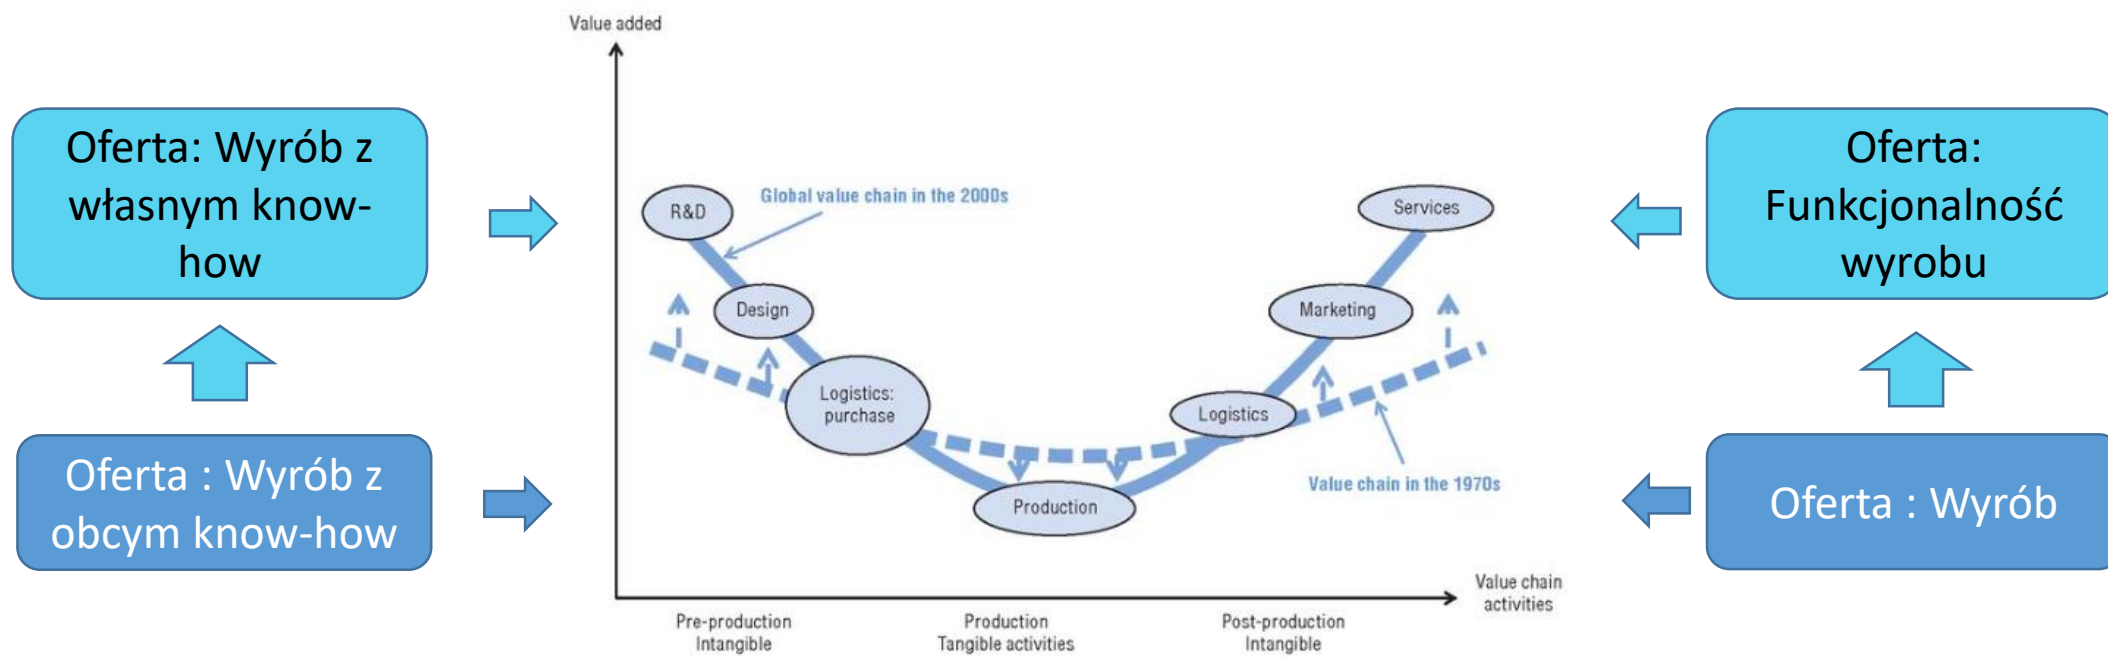 Value added
Oferta: Wyrób z
własnym know-
how
Oferta : Wyrób z
obcym know-how
R&D
Global value chain in the 2000s
Services
Design
Marketing
Logistics:
purchase
Logistics
Production
Value chain in the 1970s
Value chain
activities
Pre-production
Intangible
Production
Tangible activities
Post-production
Intangible
Oferta:
Funkcjonalność
wyrobu
Oferta : Wyrób